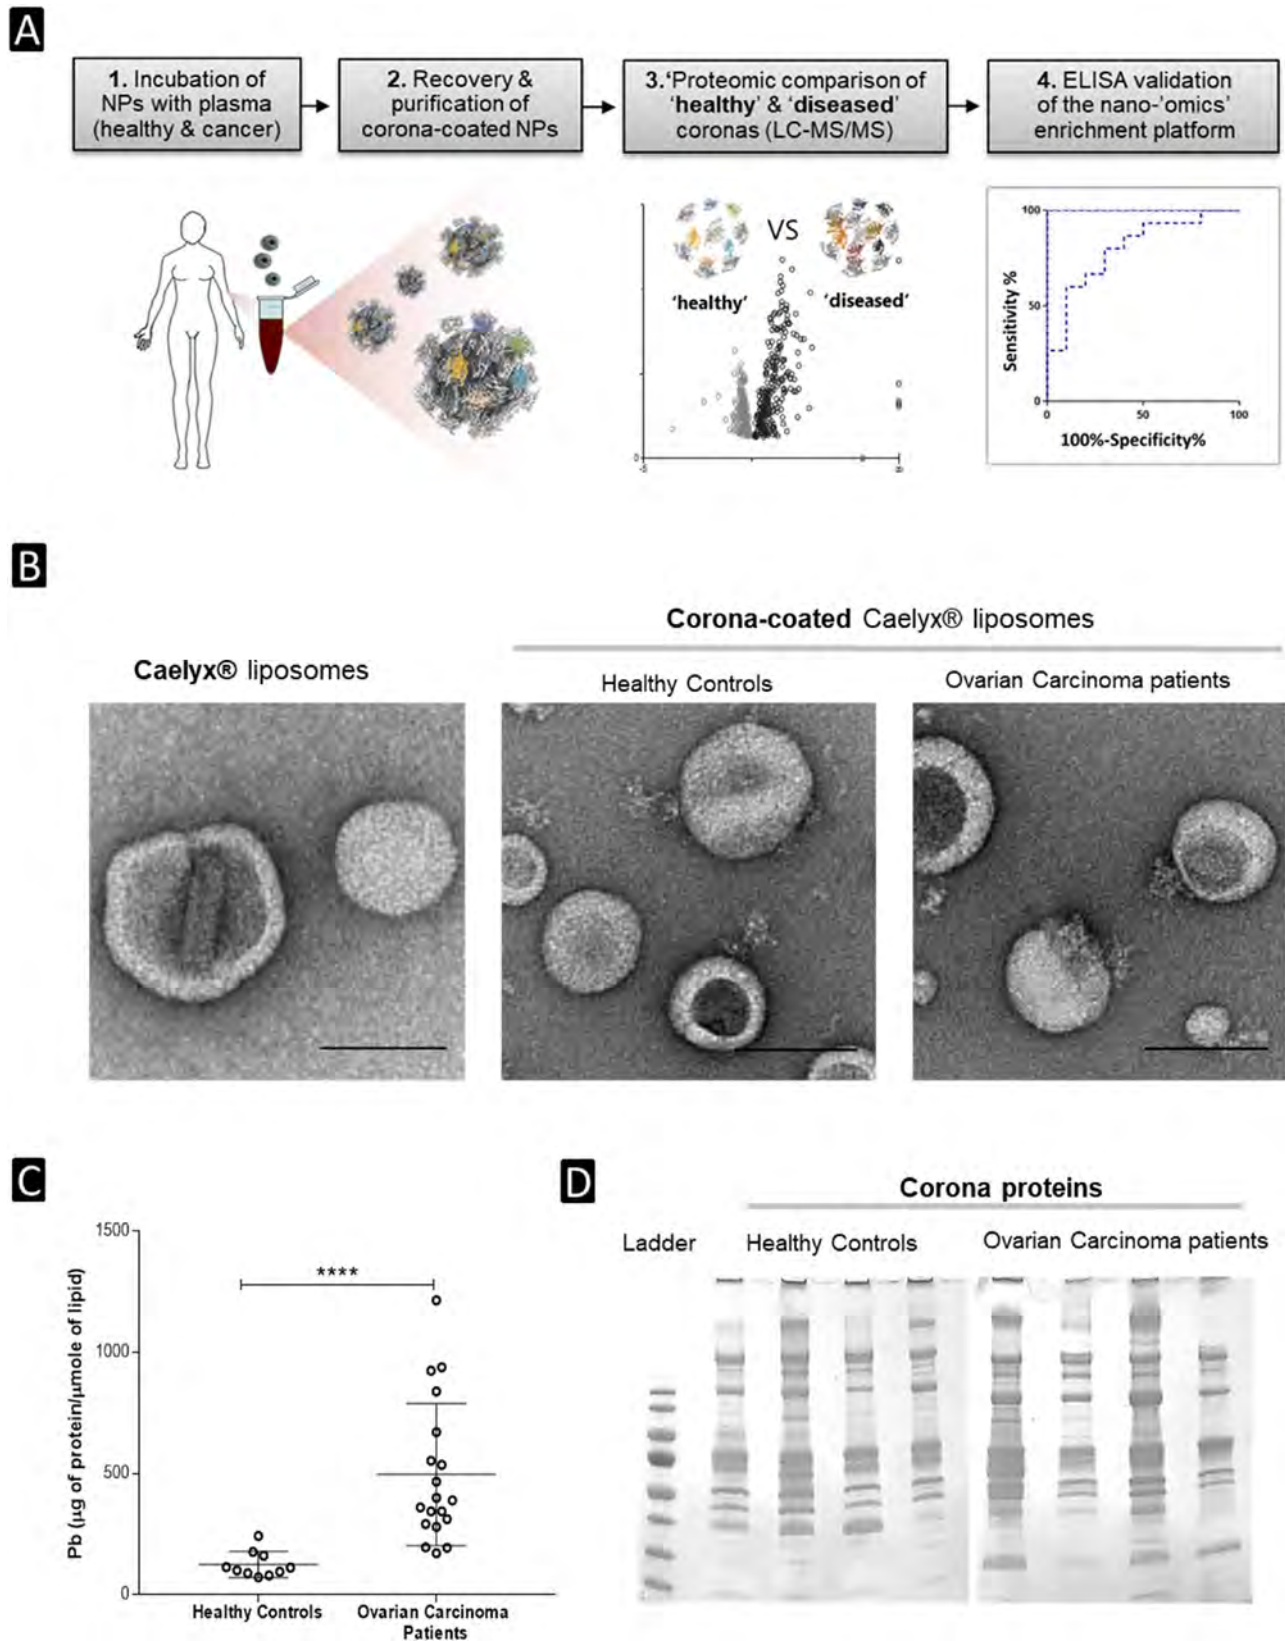 A
1. Incubation of
NPs with plasma
(healthy & cancer)
2. Recovery &
purification of
corona-coated NPs
3. 'Proteomic comparison of
'healthy' & 'diseased'
coronas (LC-MS/MS)
4. ELISA validation
of the nano-'omics'
enrichment platform
VS
'healthy'
'diseased'
0
-5
Sensitivity %
100
50
0
0
50
100
100%-Specificity%
B
Corona-coated Caelyx® liposomes
Caelyx® liposomes
Healthy Controls
Ovarian Carcinoma patients
C
Pb (µg of protein/µmole of lipid)
1500
1000
500
0
****
Healthy Controls
Ovarian Carcinoma
Patients
D
Corona proteins
Ladder
Healthy Controls
Ovarian Carcinoma patients